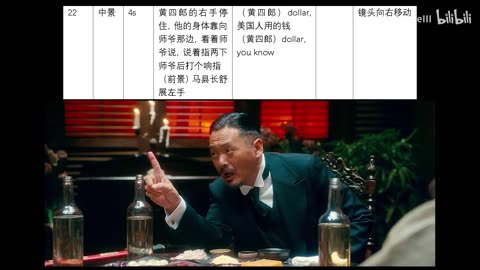 22 中景 4s 黄四郎的右手停 （黄四郎）dollar, 镜头向右移动
住，他的身体靠向 美国人用的钱
师爷那边，看着师 （黄四郎）dollar,
爷说，说着指两下 you know
师爷后打个响指
（前景）马县长舒
展左手
eIII bilibili